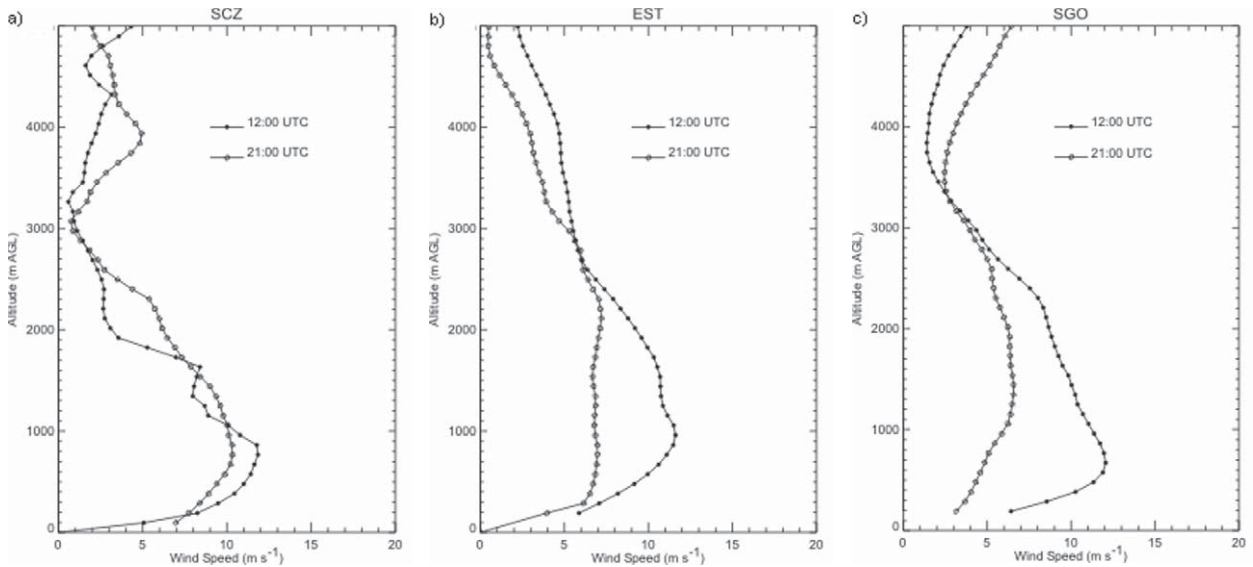 a) SCZ
4000
3000
2000
1000
0
Altitude (m AGL)
12:00 UTC
21:00 UTC
0 5 10 15 20
Wind Speed (m s⁻¹)
b) EST
4000
3000
2000
1000
0
Altitude (m AGL)
12:00 UTC
21:00 UTC
0 5 10 15 20
Wind Speed (m s⁻¹)
c) SGO
4000
3000
2000
1000
0
Altitude (m AGL)
12:00 UTC
21:00 UTC
0 5 10 15 20
Wind Speed (m s⁻¹)